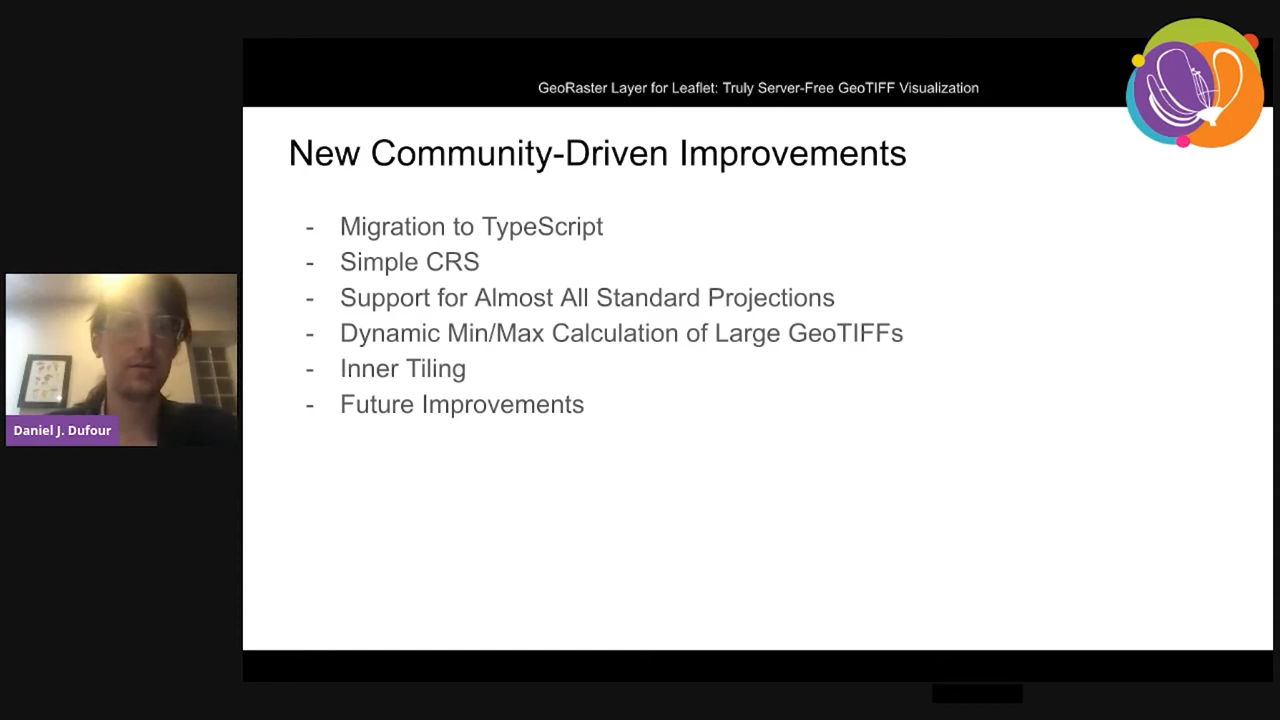 GeoRaster Layer for Leaflet: Truly Server-Free GeoTIFF Visualization
New Community-Driven Improvements
- Migration to TypeScript
- Simple CRS
- Support for Almost All Standard Projections
- Dynamic Min/Max Calculation of Large GeoTIFFs
- Inner Tiling
- Future Improvements
Daniel J. Dufour